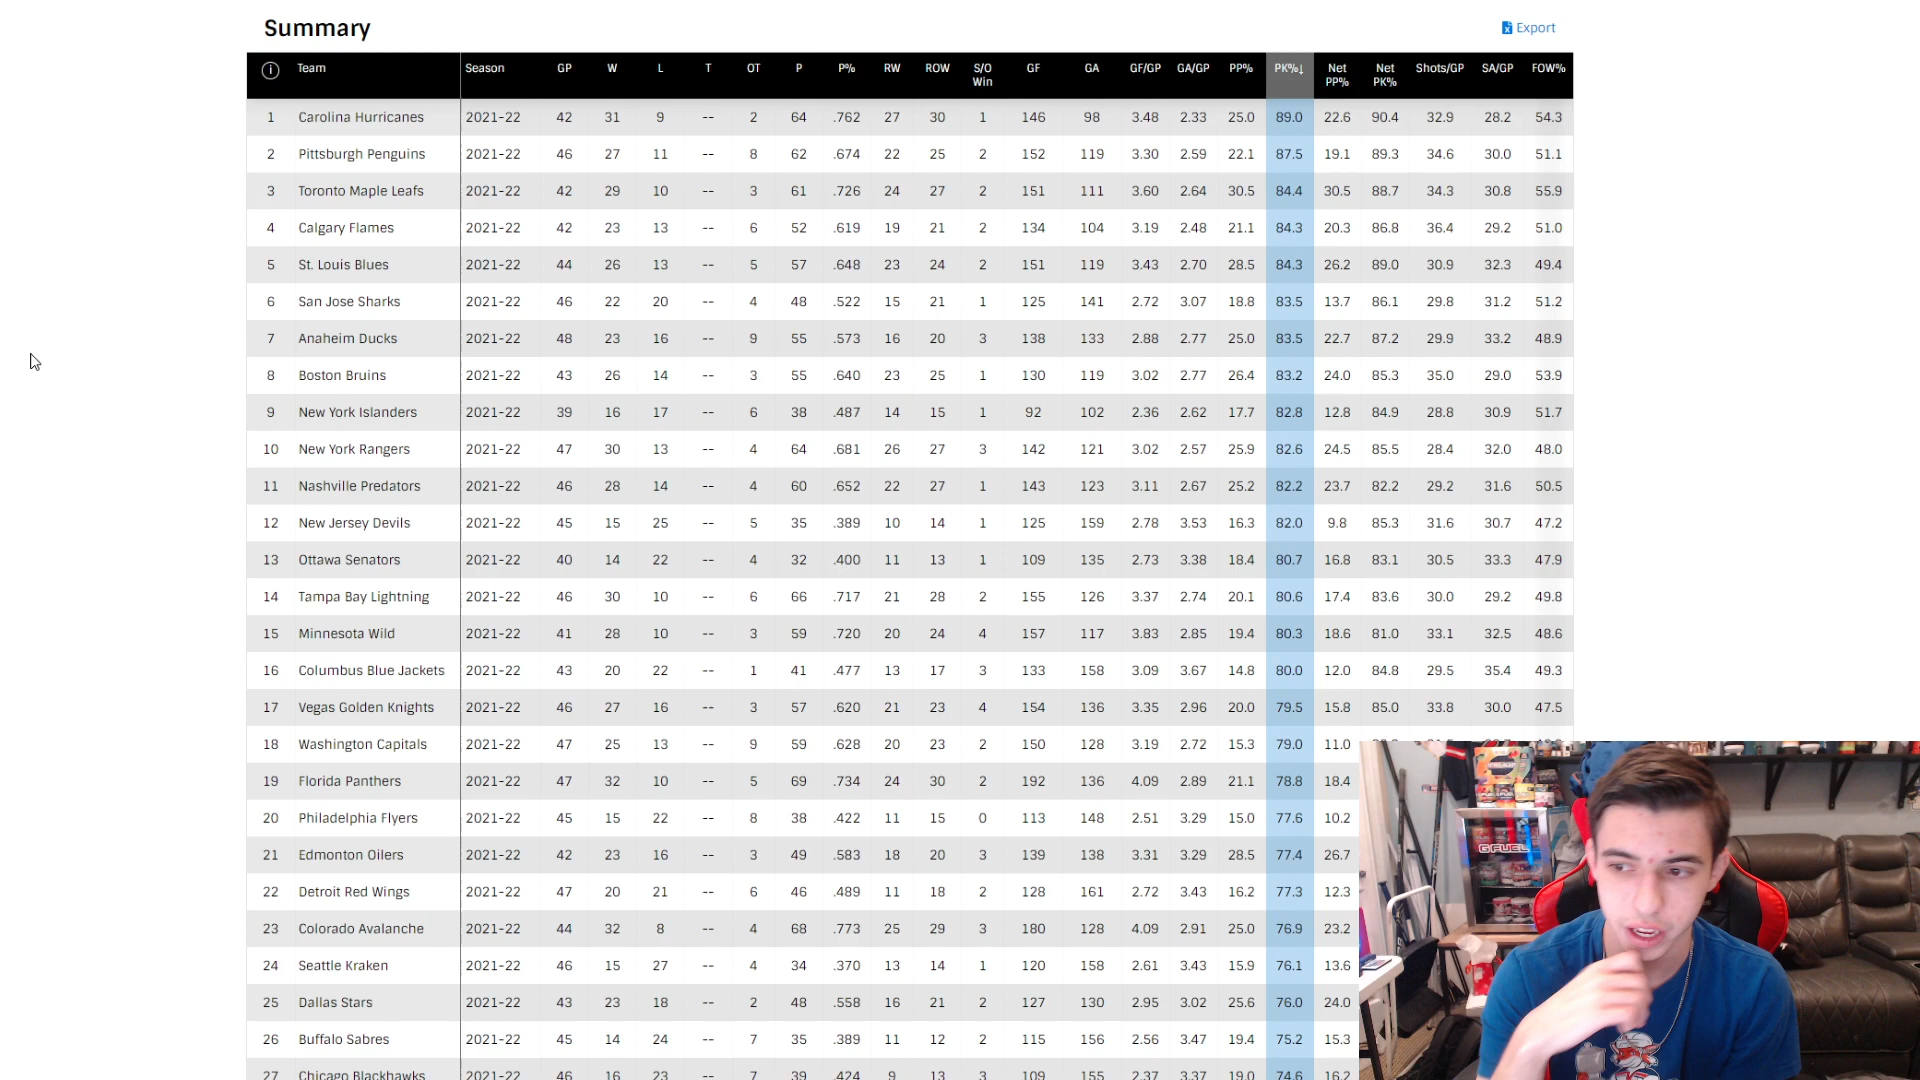 Summary
Export
Team Season GP W L T OT P P% RW ROW S/O Win GF GA GF/GP GA/GP PP% PK%↓ Net PP% Net PK% Shots/GP SA/GP FOW%
1 Carolina Hurricanes 2021-22 42 31 9 -- 2 64 .762 27 30 1 146 98 3.48 2.33 25.0 89.0 22.6 90.4 32.9 28.2 54.3
2 Pittsburgh Penguins 2021-22 46 27 11 -- 8 62 .674 22 25 2 152 119 3.30 2.59 22.1 87.5 19.1 89.3 34.6 30.0 51.1
3 Toronto Maple Leafs 2021-22 42 29 10 -- 3 61 .726 24 27 2 151 111 3.60 2.64 30.5 84.4 30.5 88.7 34.3 30.8 55.9
4 Calgary Flames 2021-22 42 23 13 -- 6 52 .619 19 21 2 134 104 3.19 2.48 21.1 84.3 20.3 86.8 36.4 29.2 51.0
5 St. Louis Blues 2021-22 44 26 13 -- 5 57 .648 23 24 2 151 119 3.43 2.70 28.5 84.3 26.2 89.0 30.9 32.3 49.4
6 San Jose Sharks 2021-22 46 22 20 -- 4 48 .522 15 21 1 125 141 2.72 3.07 18.8 83.5 13.7 86.1 29.8 31.2 51.2
7 Anaheim Ducks 2021-22 48 23 16 -- 9 55 .573 16 20 3 138 133 2.88 2.77 25.0 83.5 22.7 87.2 29.9 33.2 48.9
8 Boston Bruins 2021-22 43 26 14 -- 3 55 .640 23 25 1 130 119 3.02 2.77 26.4 83.2 24.0 85.3 35.0 29.0 53.9
9 New York Islanders 2021-22 39 16 17 -- 6 38 .487 14 15 1 92 102 2.36 2.62 17.7 82.8 12.8 84.9 28.8 30.9 51.7
10 New York Rangers 2021-22 47 30 13 -- 4 64 .681 26 27 3 142 121 3.02 2.57 25.9 82.6 24.5 85.5 28.4 32.0 48.0
11 Nashville Predators 2021-22 46 28 14 -- 4 60 .652 22 27 1 143 123 3.11 2.67 25.2 82.2 23.7 82.2 29.2 31.6 50.5
12 New Jersey Devils 2021-22 45 15 25 -- 5 35 .389 10 14 1 125 159 2.78 3.53 16.3 82.0 9.8 85.3 31.6 30.7 47.2
13 Ottawa Senators 2021-22 40 14 22 -- 4 32 .400 11 13 1 109 135 2.73 3.38 18.4 80.7 16.8 83.1 30.5 33.3 47.9
14 Tampa Bay Lightning 2021-22 46 30 10 -- 6 66 .717 21 28 2 155 126 3.37 2.74 20.1 80.6 17.4 83.6 30.0 29.2 49.8
15 Minnesota Wild 2021-22 41 28 10 -- 3 59 .720 20 24 4 157 117 3.83 2.85 19.4 80.3 18.6 81.0 33.1 32.5 48.6
16 Columbus Blue Jackets 2021-22 43 20 22 -- 1 41 .477 13 17 3 133 158 3.09 3.67 14.8 80.0 12.0 84.8 29.5 35.4 49.3
17 Vegas Golden Knights 2021-22 46 27 16 -- 3 57 .620 21 23 4 154 136 3.35 2.96 20.0 79.5 15.8 85.0 33.8 30.0 47.5
18 Washington Capitals 2021-22 47 25 13 -- 9 59 .628 20 23 2 150 128 3.19 2.72 15.3 79.0 11.0
19 Florida Panthers 2021-22 47 32 10 -- 5 69 .734 24 30 2 192 136 4.09 2.89 21.1 78.8 18.4
20 Philadelphia Flyers 2021-22 45 15 22 -- 8 38 .422 11 15 0 113 148 2.51 3.29 15.0 77.6 10.2
21 Edmonton Oilers 2021-22 42 23 16 -- 3 49 .583 18 20 3 139 138 3.31 3.29 28.5 77.4 26.7
22 Detroit Red Wings 2021-22 47 20 21 -- 6 46 .489 11 18 2 128 161 2.72 3.43 16.2 77.3 12.3
23 Colorado Avalanche 2021-22 44 32 8 -- 4 68 .773 25 29 3 180 128 4.09 2.91 25.0 76.9 23.2
24 Seattle Kraken 2021-22 46 15 27 -- 4 34 .370 13 14 1 120 158 2.61 3.43 15.9 76.1 13.6
25 Dallas Stars 2021-22 43 23 18 -- 2 48 .558 16 21 2 127 130 2.95 3.02 25.6 76.0 24.0
26 Buffalo Sabres 2021-22 45 14 24 -- 7 35 .389 11 12 2 115 156 2.56 3.47 19.4 75.2 15.3
27 Chicago Blackhawks 2021-22 46 16 23 -- 7 39 .424 9 13 3 109 155 2.37 3.37 19.0 74.6 16.2
G FUEL